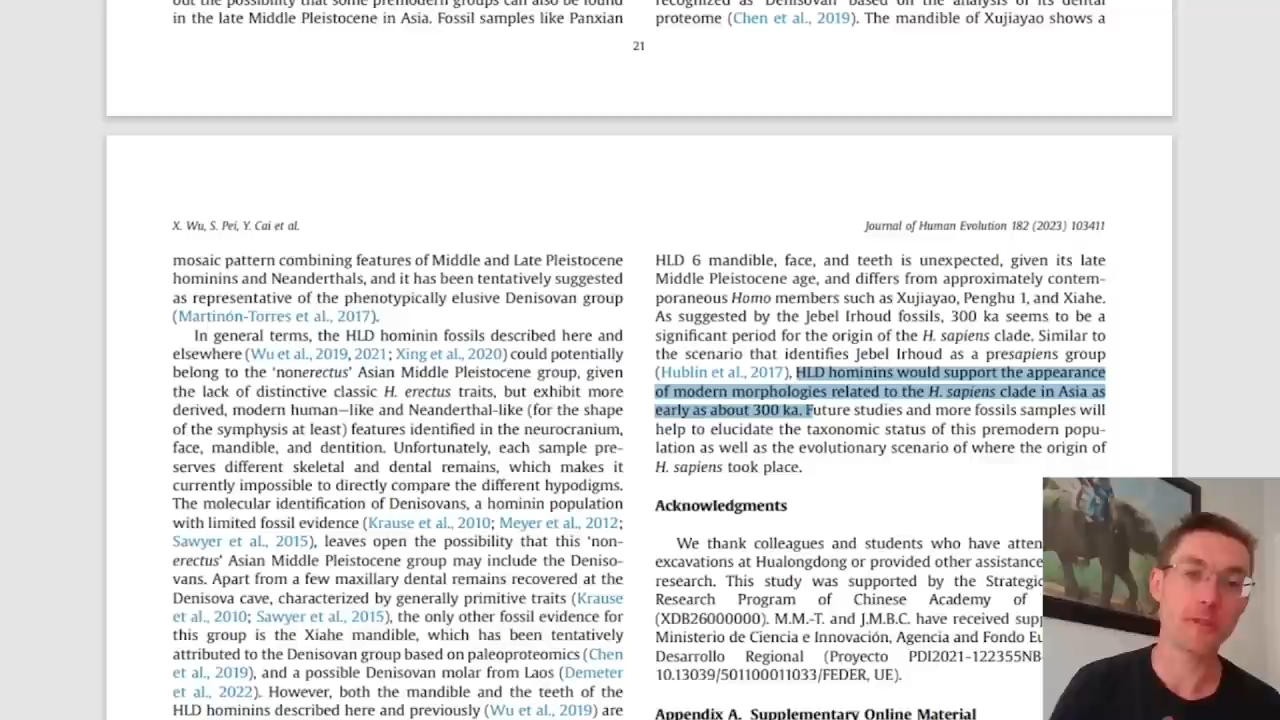 out the possibility that some premodern groups can also be found
in the late Middle Pleistocene in Asia. Fossil samples like Panxian
recognized as 'Denisovan' based on the analysis of its dental
proteome (Chen et al., 2019). The mandible of Xujiayao shows a
21
X. Wu, S. Pei, Y. Cai et al.
Journal of Human Evolution 182 (2023) 103411
mosaic pattern combining features of Middle and Late Pleistocene
hominins and Neanderthals, and it has been tentatively suggested
as representative of the phenotypically elusive Denisovan group
(Martinón-Torres et al., 2017).
In general terms, the HLD hominin fossils described here and
elsewhere (Wu et al., 2019, 2021; Xing et al., 2020) could potentially
belong to the 'nonerectus' Asian Middle Pleistocene group, given
the lack of distinctive classic H. erectus traits, but exhibit more
derived, modern human–like and Neanderthal-like (for the shape
of the symphysis at least) features identified in the neurocranium,
face, mandible, and dentition. Unfortunately, each sample pre-
serves different skeletal and dental remains, which makes it
currently impossible to directly compare the different hypodigms.
The molecular identification of Denisovans, a hominin population
with limited fossil evidence (Krause et al., 2010; Meyer et al., 2012;
Sawyer et al., 2015), leaves open the possibility that this 'non-
erectus' Asian Middle Pleistocene group may include the Deniso-
vans. Apart from a few maxillary dental remains recovered at the
Denisova cave, characterized by generally primitive traits (Krause
et al., 2010; Sawyer et al., 2015), the only other fossil evidence for
this group is the Xiahe mandible, which has been tentatively
attributed to the Denisovan group based on paleoproteomics (Chen
et al., 2019), and a possible Denisovan molar from Laos (Demeter
et al., 2022). However, both the mandible and the teeth of the
HLD hominins described here and previously (Wu et al., 2019) are
HLD 6 mandible, face, and teeth is unexpected, given its late
Middle Pleistocene age, and differs from approximately contem-
poraneous Homo members such as Xujiayao, Penghu 1, and Xiahe.
As suggested by the Jebel Irhoud fossils, 300 ka seems to be a
significant period for the origin of the H. sapiens clade. Similar to
the scenario that identifies Jebel Irhoud as a presapiens group
(Hublin et al., 2017), HLD hominins would support the appearance
of modern morphologies related to the H. sapiens clade in Asia as
early as about 300 ka. Future studies and more fossils samples will
help to elucidate the taxonomic status of this premodern popu-
lation as well as the evolutionary scenario of where the origin of
H. sapiens took place.
Acknowledgments
We thank colleagues and students who have atten
excavations at Hualongdong or provided other assistance
research. This study was supported by the Strategic
Research Program of Chinese Academy of
(XDB26000000). M.M.-T. and J.M.B.C. have received sup
Ministerio de Ciencia e Innovación, Agencia and Fondo Eu
Desarrollo Regional (Proyecto PDI2021-122355NB-
10.13039/501100011033/FEDER, UE).
Appendix A. Supplementary Online Material